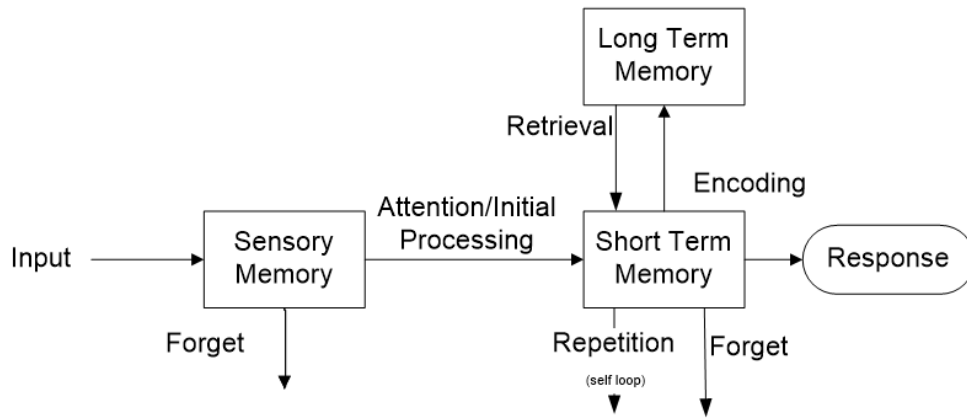 Long Term
Memory
Retrieval
Encoding
Attention/Initial
Processing
Input
Sensory
Memory
Short Term
Memory
Response
Forget
Repetition
(self loop)
Forget